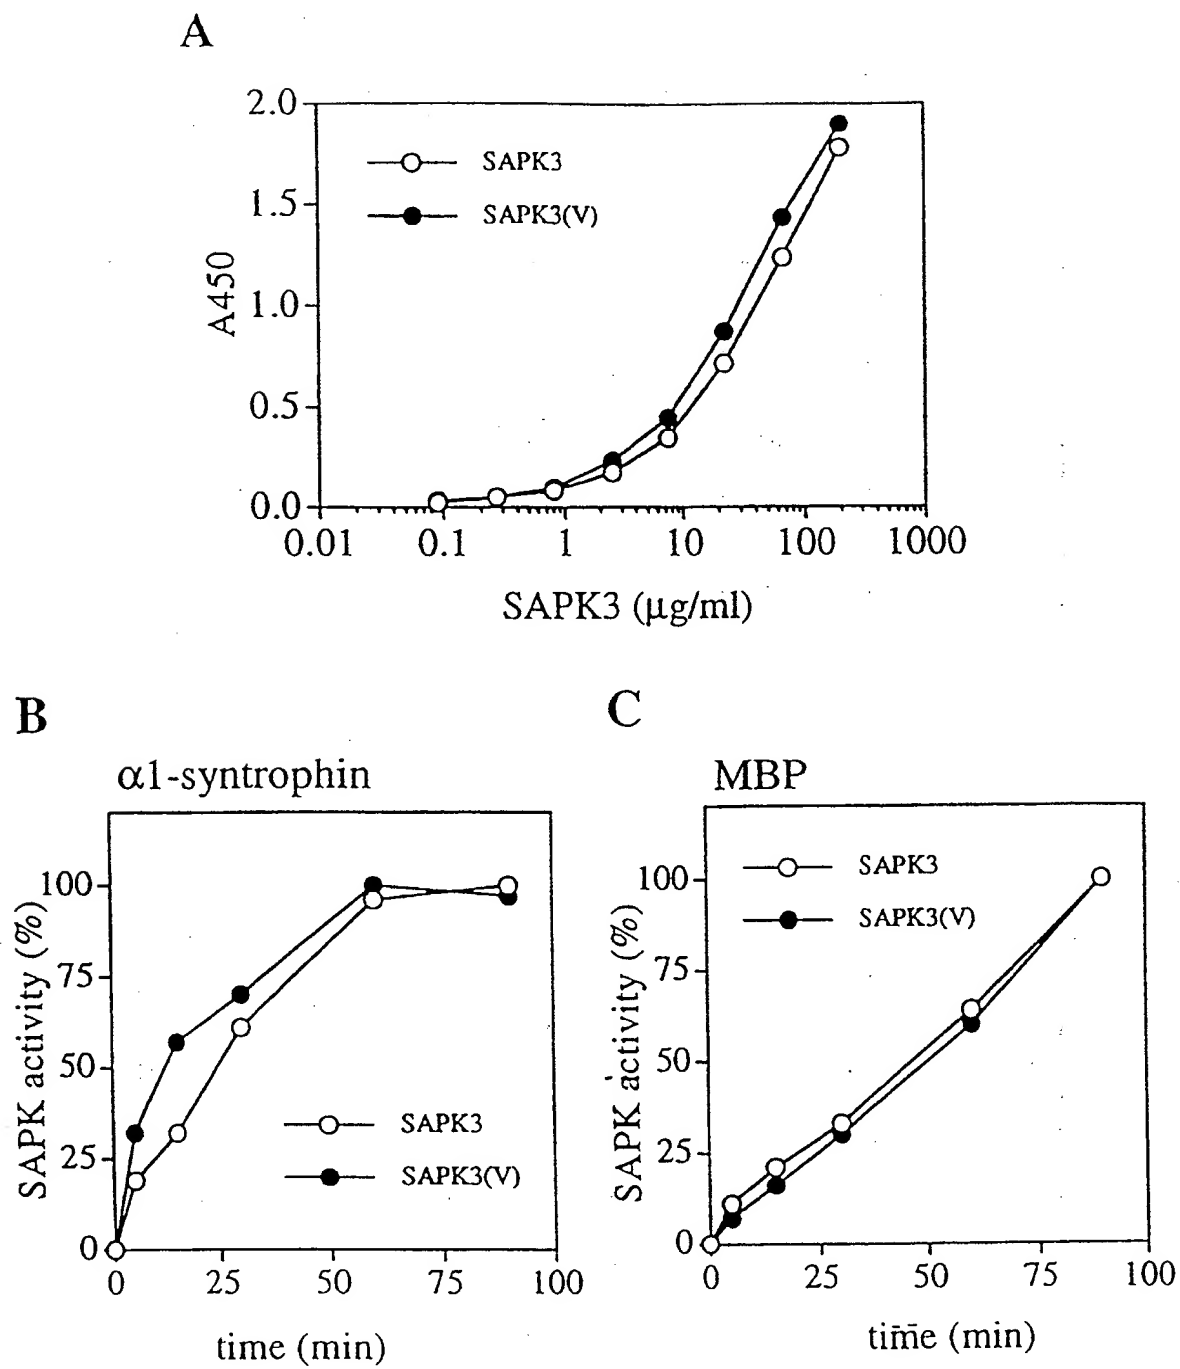 A
2.0
SAPK3
SAPK3(V)
1.5
1.0
0.5
0.0
A450
0.01 0.1 1 10 100 1000
SAPK3 (μg/ml)
B
α1-syntrophin
100
75
50
25
0
SAPK activity (%)
SAPK3
SAPK3(V)
0 25 50 75 100
time (min)
C
MBP
SAPK3
SAPK3(V)
100
75
50
25
0
SAPK activity (%)
0 25 50 75 100
time (min)